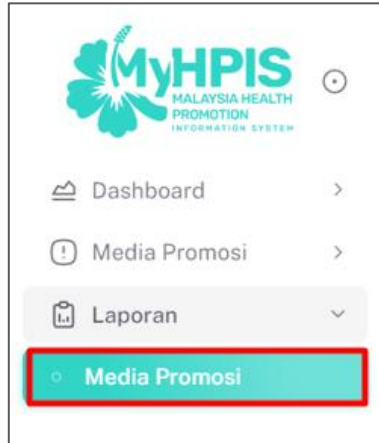 MyHPIS
MALAYSIA HEALTH
PROMOTION
INFORMATION SYSTEM
Dashboard
Media Promosi
Laporan
Media Promosi